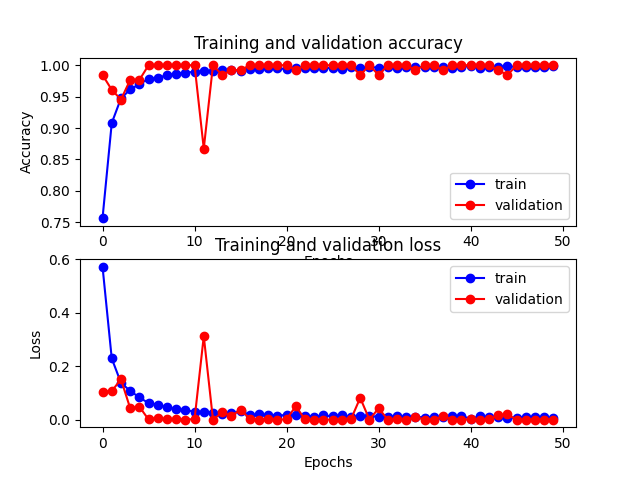 Training and validation accuracy
1.00
0.95
0.90
0.85
0.80
0.75
Accuracy
train
validation
0 10 20 30 40 50
Epochs
Training and validation loss
0.6
0.4
0.2
0.0
Loss
train
validation
0 10 20 30 40 50
Epochs